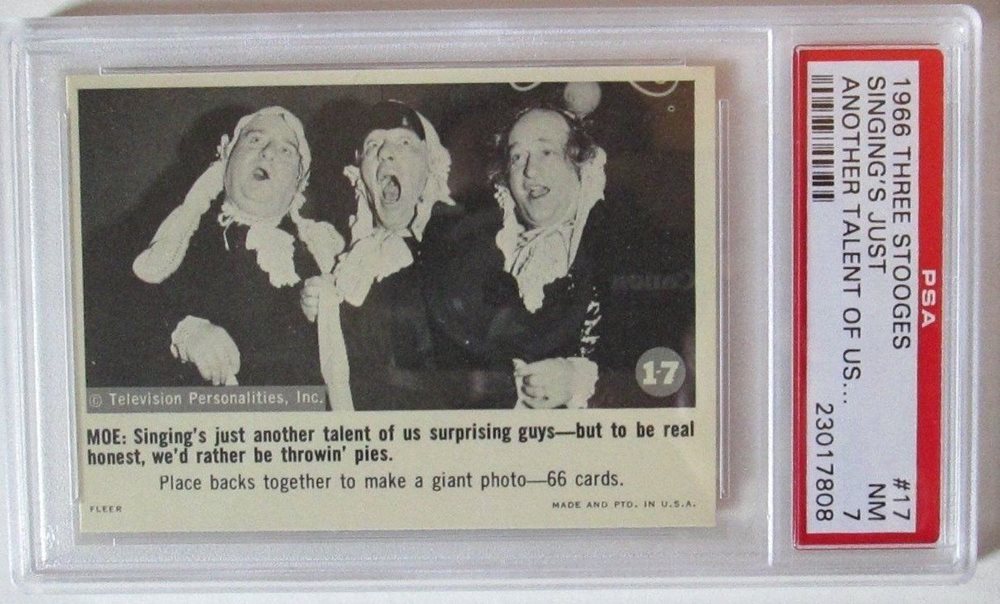 © Television Personalities, Inc.
17
MOE: Singing's just another talent of us surprising guys—but to be real
honest, we'd rather be throwin' pies.
Place backs together to make a giant photo—66 cards.
FLEER
MADE AND PTD. IN U.S.A.
PSA
1966 THREE STOOGES #17
SINGING'S JUST NM
ANOTHER TALENT OF US... 7
23017808